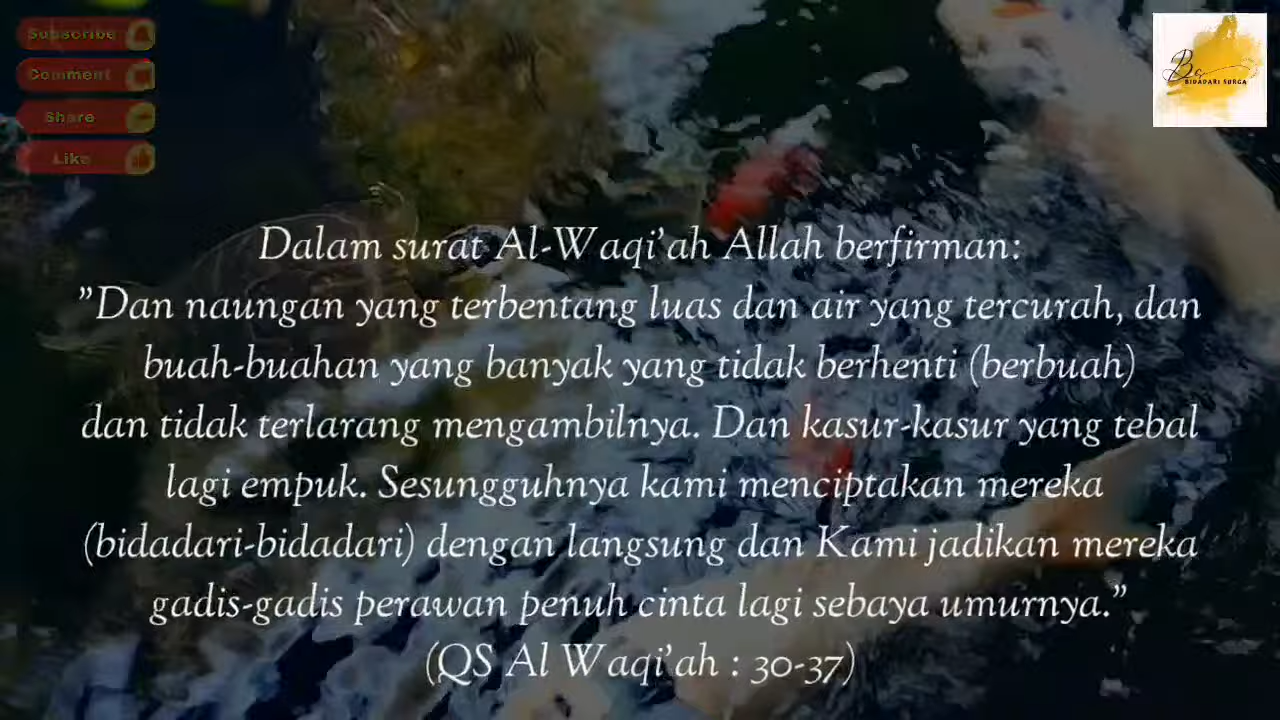 Subscribe
Comment
Share
Like
Bs
BIDADARI SURGA
Dalam surat Al-Waqi'ah Allah berfirman:
"Dan naungan yang terbentang luas dan air yang tercurah, dan
buah-buahan yang banyak yang tidak berhenti (berbuah)
dan tidak terlarang mengambilnya. Dan kasur-kasur yang tebal
lagi empuk. Sesungguhnya kami menciptakan mereka
(bidadari-bidadari) dengan langsung dan Kami jadikan mereka
gadis-gadis perawan penuh cinta lagi sebaya umurnya."
(QS Al Waqi'ah : 30-37)